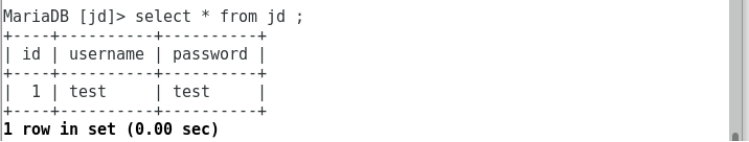 MariaDB [jd]> select * from jd ;
+----+----------+----------+
| id | username | password |
+----+----------+----------+
|  1 | test     | test     |
+----+----------+----------+
1 row in set (0.00 sec)